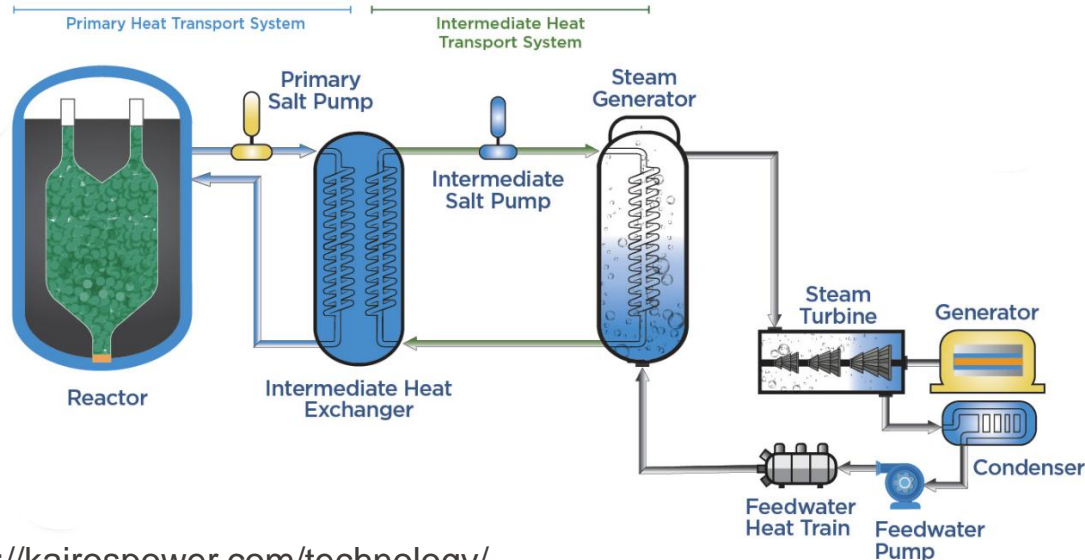 Primary Heat Transport System
Intermediate Heat
Transport System
Primary
Salt Pump
Steam
Generator
Intermediate
Salt Pump
Steam
Turbine
Generator
Reactor
Intermediate Heat
Exchanger
Condenser
Feedwater
Heat Train
Feedwater
Pump
://kairospower.com/technology/